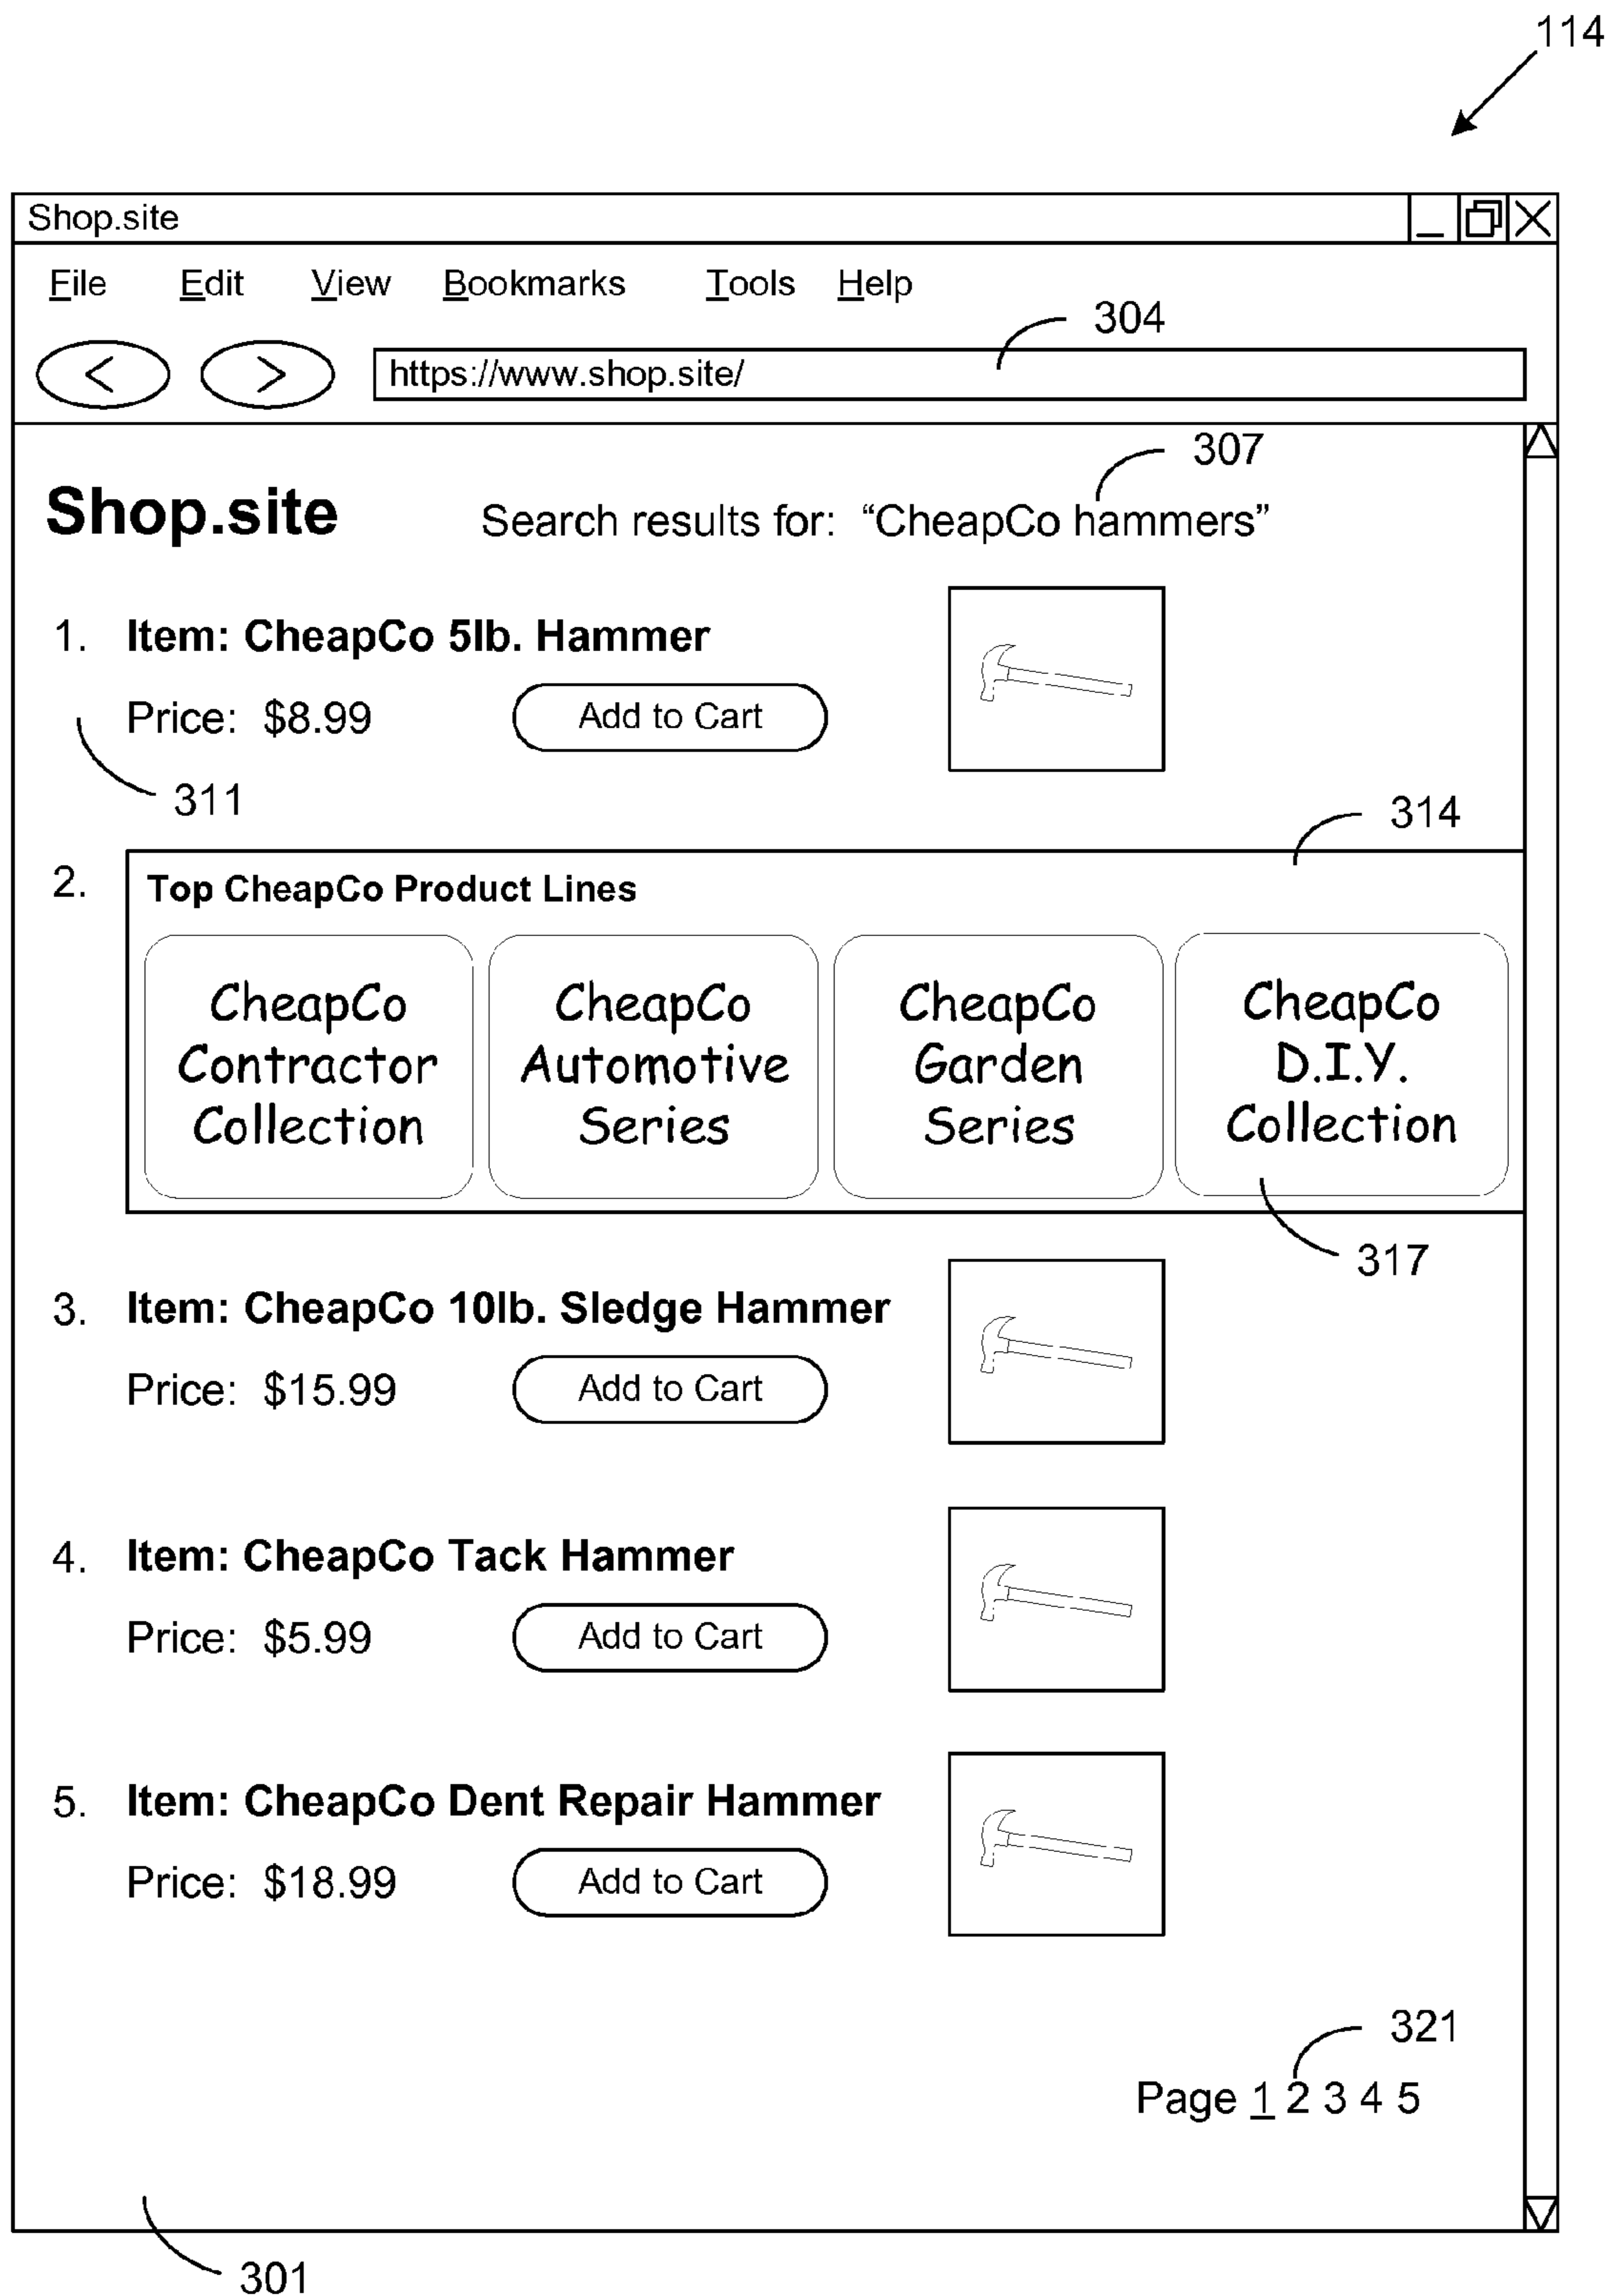 114
Shop.site
File Edit View Bookmarks Tools Help
304
< > https://www.shop.site/
307
Shop.site Search results for: “CheapCo hammers”
1. Item: CheapCo 5lb. Hammer
Price: $8.99 Add to Cart
311
314
2. Top CheapCo Product Lines
CheapCo Contractor Collection
CheapCo Automotive Series
CheapCo Garden Series
CheapCo D.I.Y. Collection
317
3. Item: CheapCo 10lb. Sledge Hammer
Price: $15.99 Add to Cart
4. Item: CheapCo Tack Hammer
Price: $5.99 Add to Cart
5. Item: CheapCo Dent Repair Hammer
Price: $18.99 Add to Cart
321
Page 1 2 3 4 5
301